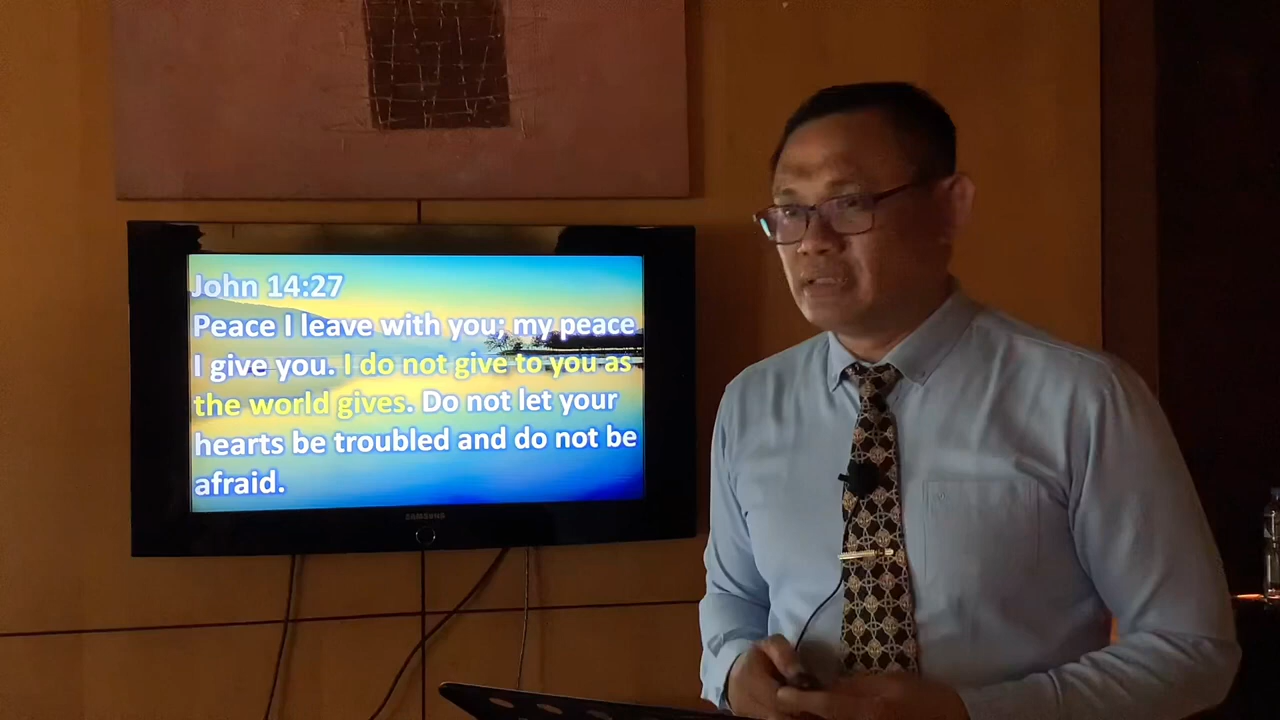 John 14:27
Peace I leave with you; my peace
I give you. I do not give to you as
the world gives. Do not let your
hearts be troubled and do not be
afraid.
SAMSUNG